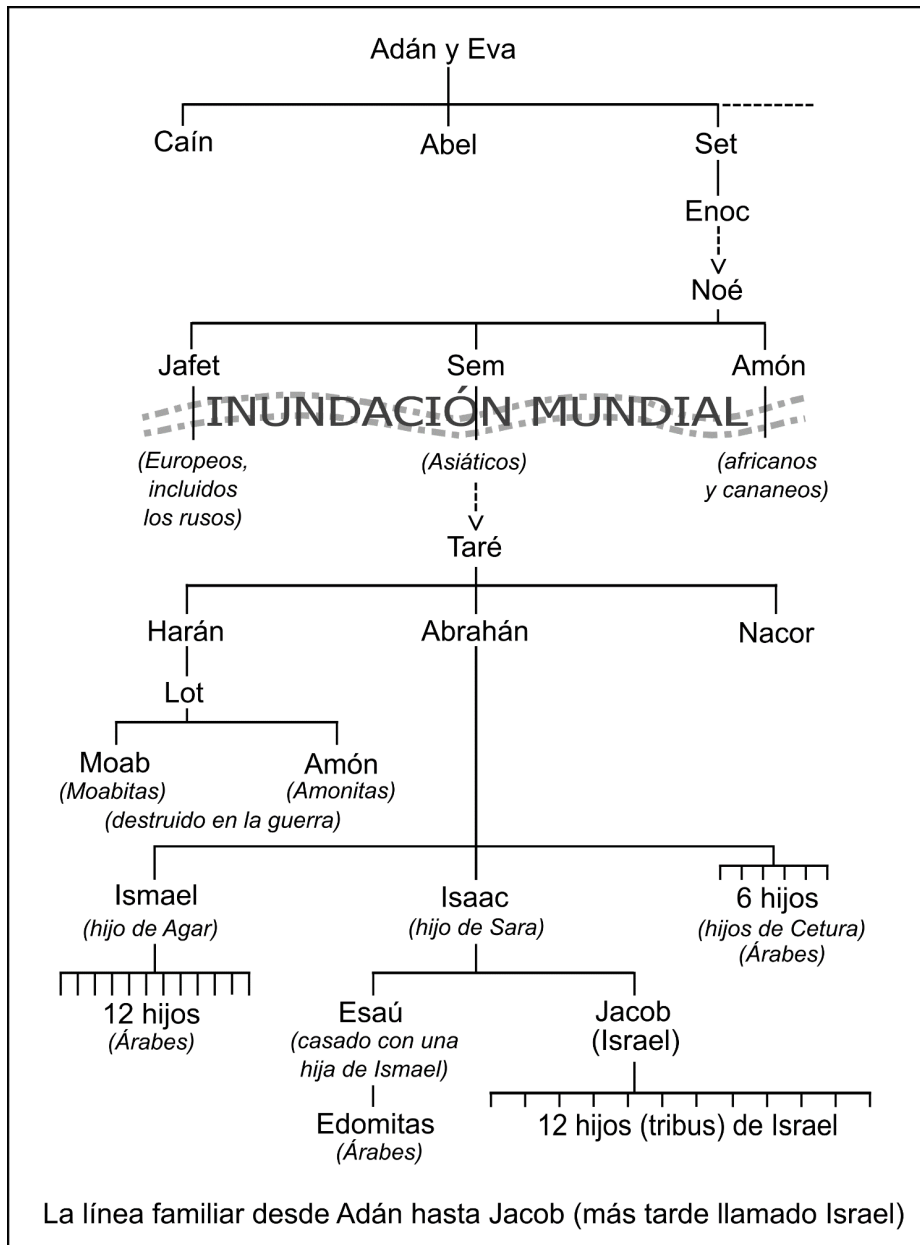 Adán y Eva
Caín Abel Set
Enoc
Noé
Jafet Sem Amón
INUNDACIÓN MUNDIAL
(Europeos,
incluidos
los rusos)
(Asiáticos)
(africanos
y cananeos)
Taré
Harán Abrahán Nacor
Lot
Moab
(Moabitas)
Amón
(Amonitas)
(destruido en la guerra)
Ismael
(hijo de Agar)
Isaac
(hijo de Sara)
6 hijos
(hijos de Cetura)
(Árabes)
12 hijos
(Árabes)
Esaú
(casado con una
hija de Ismael)
Jacob
(Israel)
Edomitas
(Árabes)
12 hijos (tribus) de Israel
La línea familiar desde Adán hasta Jacob (más tarde llamado Israel)